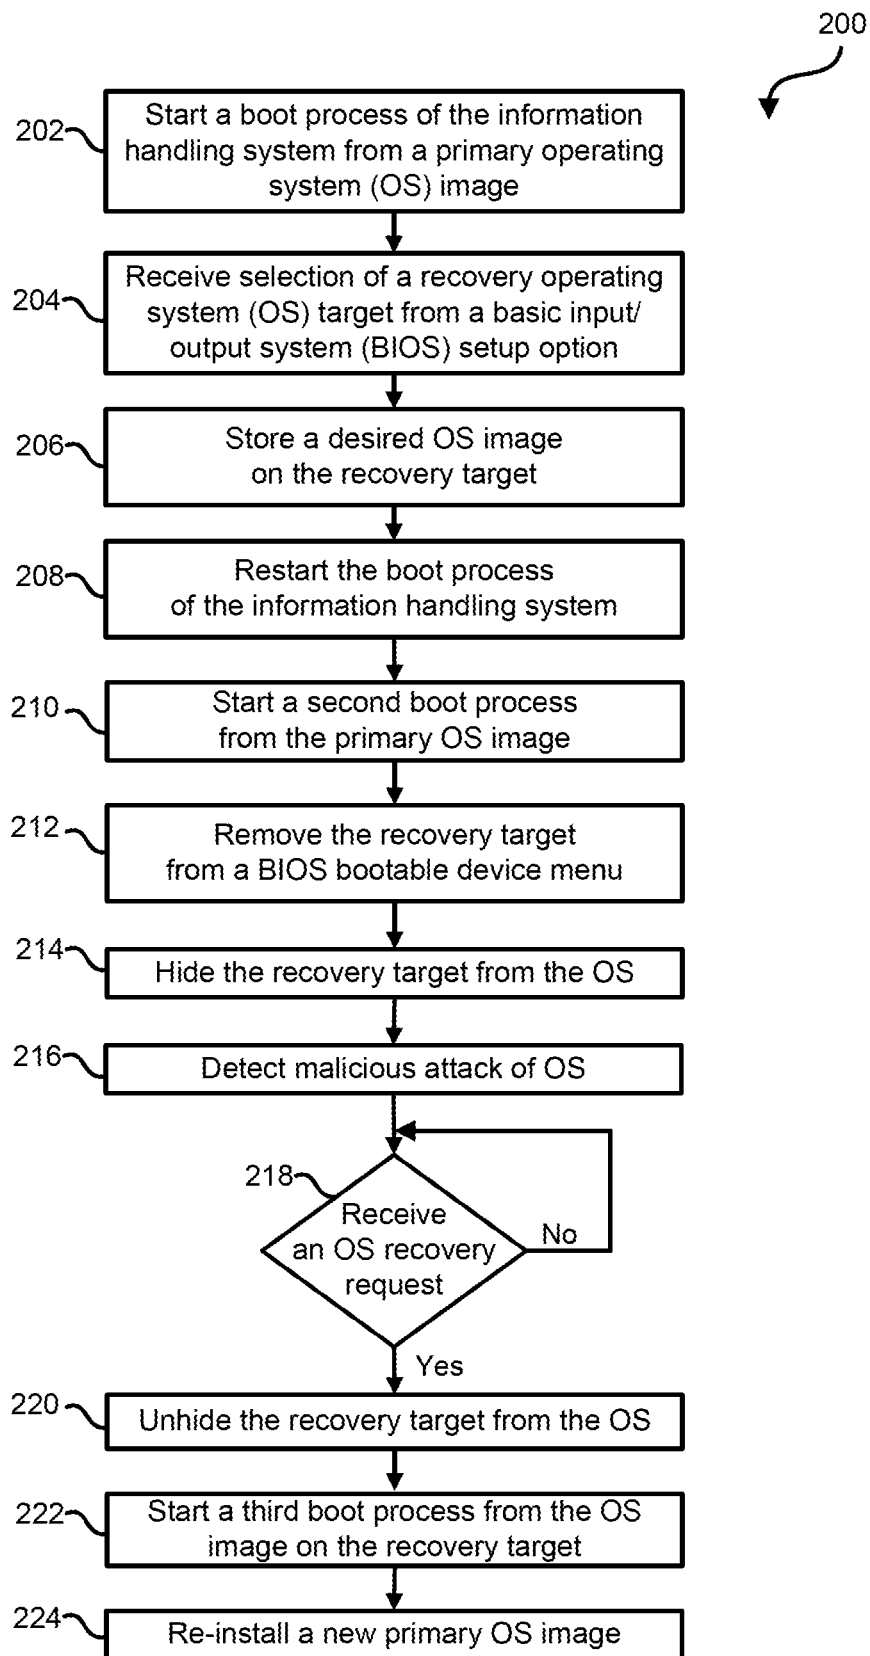 200
202
Start a boot process of the information
handling system from a primary operating
system (OS) image
204
Receive selection of a recovery operating
system (OS) target from a basic input/
output system (BIOS) setup option
206
Store a desired OS image
on the recovery target
208
Restart the boot process
of the information handling system
210
Start a second boot process
from the primary OS image
212
Remove the recovery target
from a BIOS bootable device menu
214
Hide the recovery target from the OS
216
Detect malicious attack of OS
218
Receive
an OS recovery
request
No
Yes
220
Unhide the recovery target from the OS
222
Start a third boot process from the OS
image on the recovery target
224
Re-install a new primary OS image